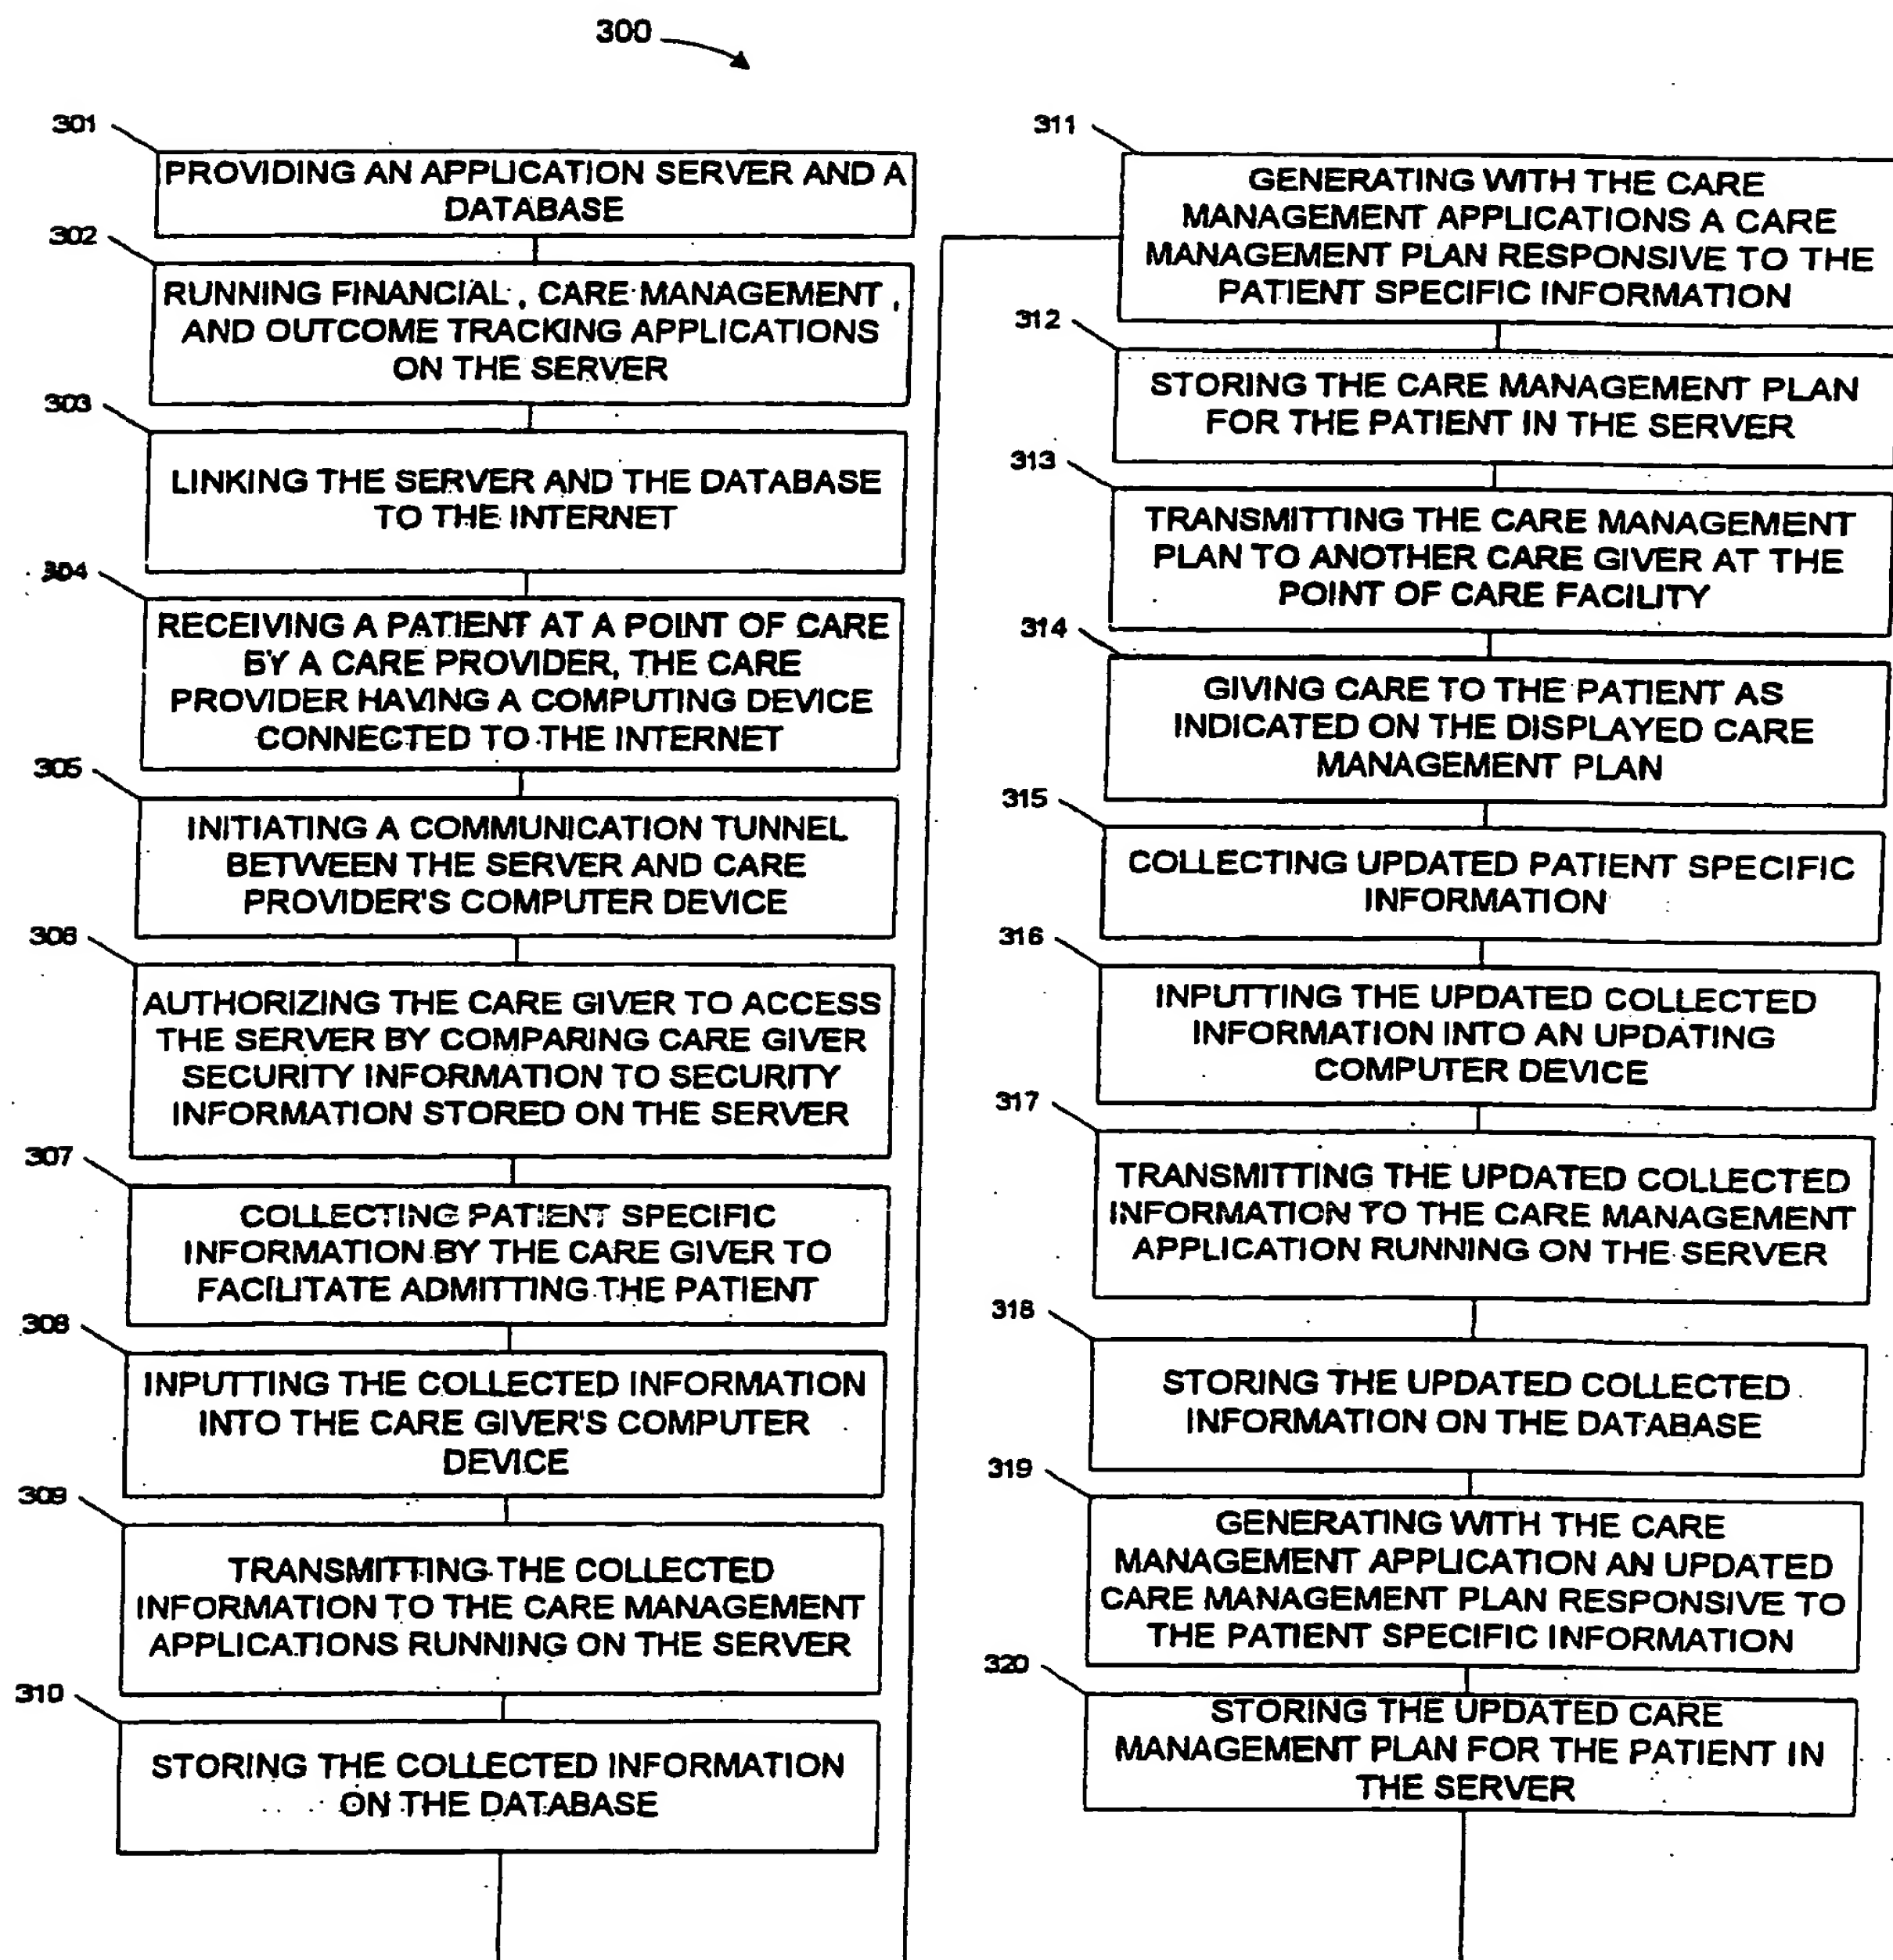 300
301
PROVIDING AN APPLICATION SERVER AND A
DATABASE
302
RUNNING FINANCIAL, CARE MANAGEMENT,
AND OUTCOME TRACKING APPLICATIONS
ON THE SERVER
303
LINKING THE SERVER AND THE DATABASE
TO THE INTERNET
304
RECEIVING A PATIENT AT A POINT OF CARE
BY A CARE PROVIDER, THE CARE
PROVIDER HAVING A COMPUTING DEVICE
CONNECTED TO THE INTERNET
305
INITIATING A COMMUNICATION TUNNEL
BETWEEN THE SERVER AND CARE
PROVIDER'S COMPUTER DEVICE
306
AUTHORIZING THE CARE GIVER TO ACCESS
THE SERVER BY COMPARING CARE GIVER
SECURITY INFORMATION TO SECURITY
INFORMATION STORED ON THE SERVER
307
COLLECTING PATIENT SPECIFIC
INFORMATION BY THE CARE GIVER TO
FACILITATE ADMITTING THE PATIENT
308
INPUTTING THE COLLECTED INFORMATION
INTO THE CARE GIVER'S COMPUTER
DEVICE
309
TRANSMITTING THE COLLECTED
INFORMATION TO THE CARE MANAGEMENT
APPLICATIONS RUNNING ON THE SERVER
310
STORING THE COLLECTED INFORMATION
ON THE DATABASE
311
GENERATING WITH THE CARE
MANAGEMENT APPLICATIONS A CARE
MANAGEMENT PLAN RESPONSIVE TO THE
PATIENT SPECIFIC INFORMATION
312
STORING THE CARE MANAGEMENT PLAN
FOR THE PATIENT IN THE SERVER
313
TRANSMITTING THE CARE MANAGEMENT
PLAN TO ANOTHER CARE GIVER AT THE
POINT OF CARE FACILITY
314
GIVING CARE TO THE PATIENT AS
INDICATED ON THE DISPLAYED CARE
MANAGEMENT PLAN
315
COLLECTING UPDATED PATIENT SPECIFIC
INFORMATION
316
INPUTTING THE UPDATED COLLECTED
INFORMATION INTO AN UPDATING
COMPUTER DEVICE
317
TRANSMITTING THE UPDATED COLLECTED
INFORMATION TO THE CARE MANAGEMENT
APPLICATION RUNNING ON THE SERVER
318
STORING THE UPDATED COLLECTED
INFORMATION ON THE DATABASE
319
GENERATING WITH THE CARE
MANAGEMENT APPLICATION AN UPDATED
CARE MANAGEMENT PLAN RESPONSIVE TO
THE PATIENT SPECIFIC INFORMATION
320
STORING THE UPDATED CARE
MANAGEMENT PLAN FOR THE PATIENT IN
THE SERVER